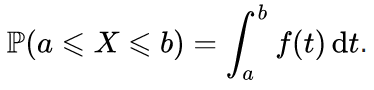 ℙ(a ⩽ X ⩽ b) = ∫_a^b f(t) dt.